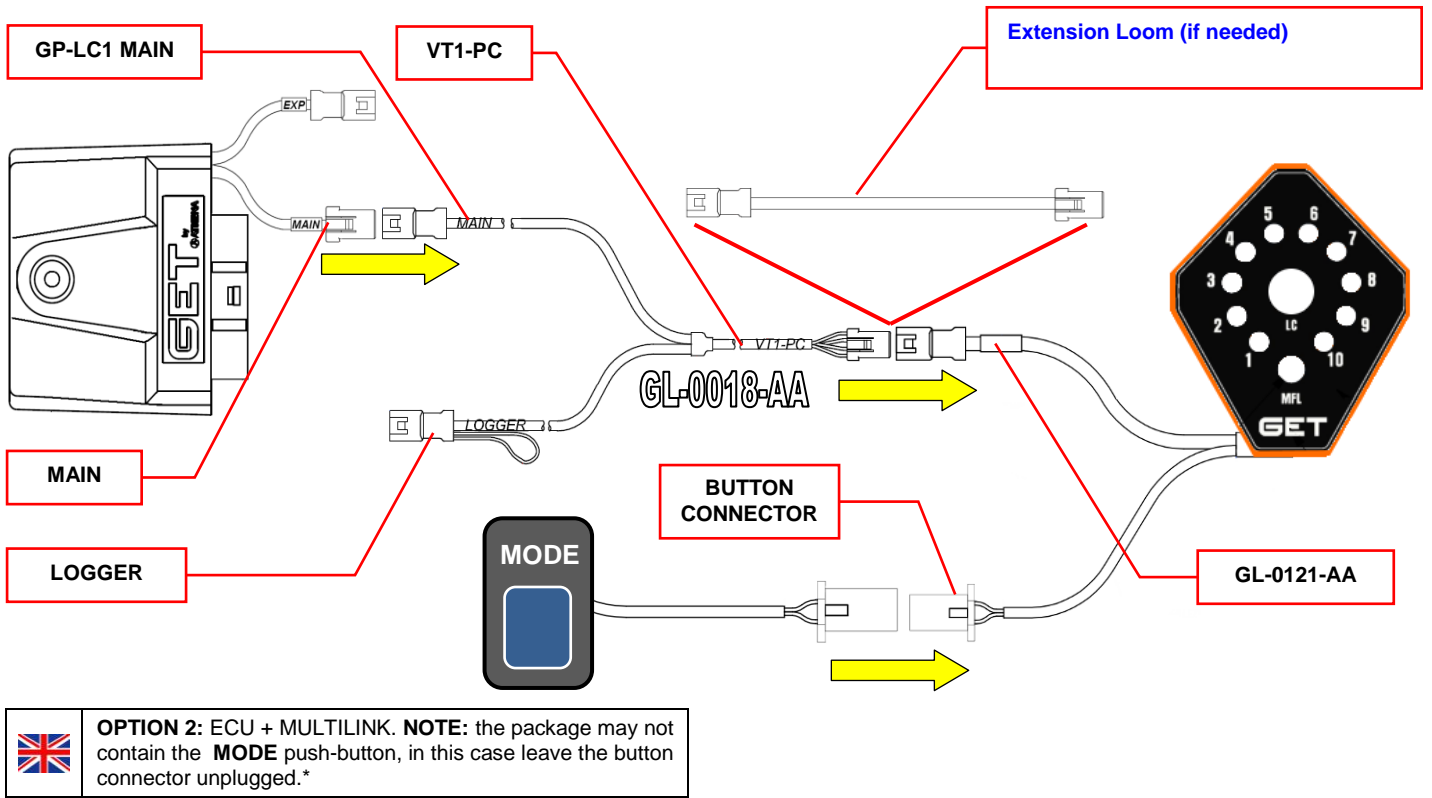 GP-LC1 MAIN
VT1-PC
Extension Loom (if needed)
EXP
MAIN
MAIN
GET
by
ATHENA
VT1-PC
GL-0018-AA
LOGGER
5 6
4 7
3 8
2 9
LC
1 10
MFL
GET
MAIN
LOGGER
BUTTON
CONNECTOR
MODE
GL-0121-AA
OPTION 2: ECU + MULTILINK. NOTE: the package may not
contain the MODE push-button, in this case leave the button
connector unplugged.*